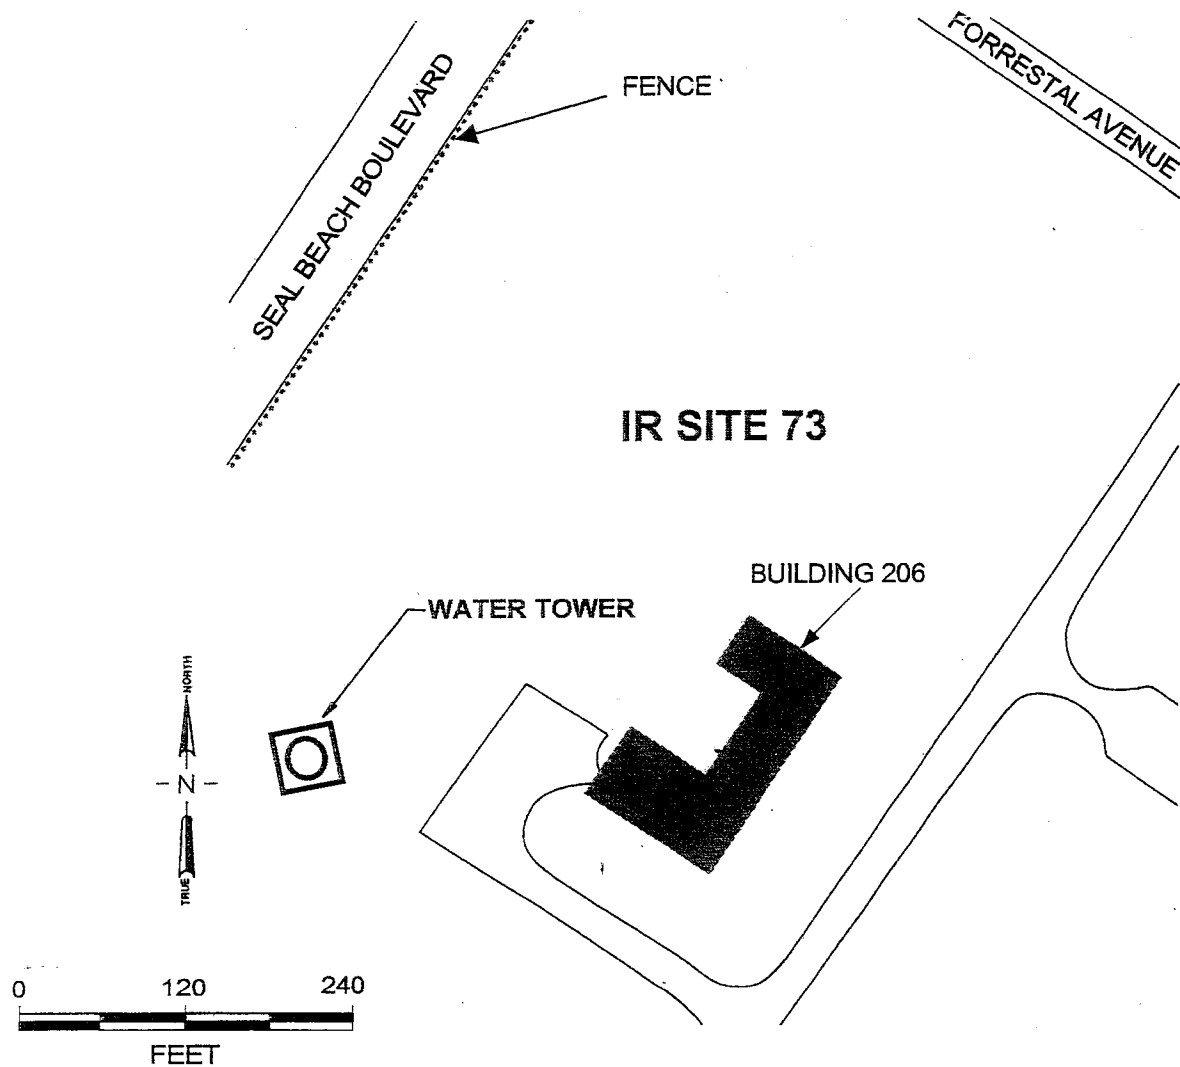 FORRESTAL AVENUE
FENCE
SEAL BEACH BOULEVARD
IR SITE 73
BUILDING 206
WATER TOWER
NORTH
N
TRUE
0 120 240
FEET